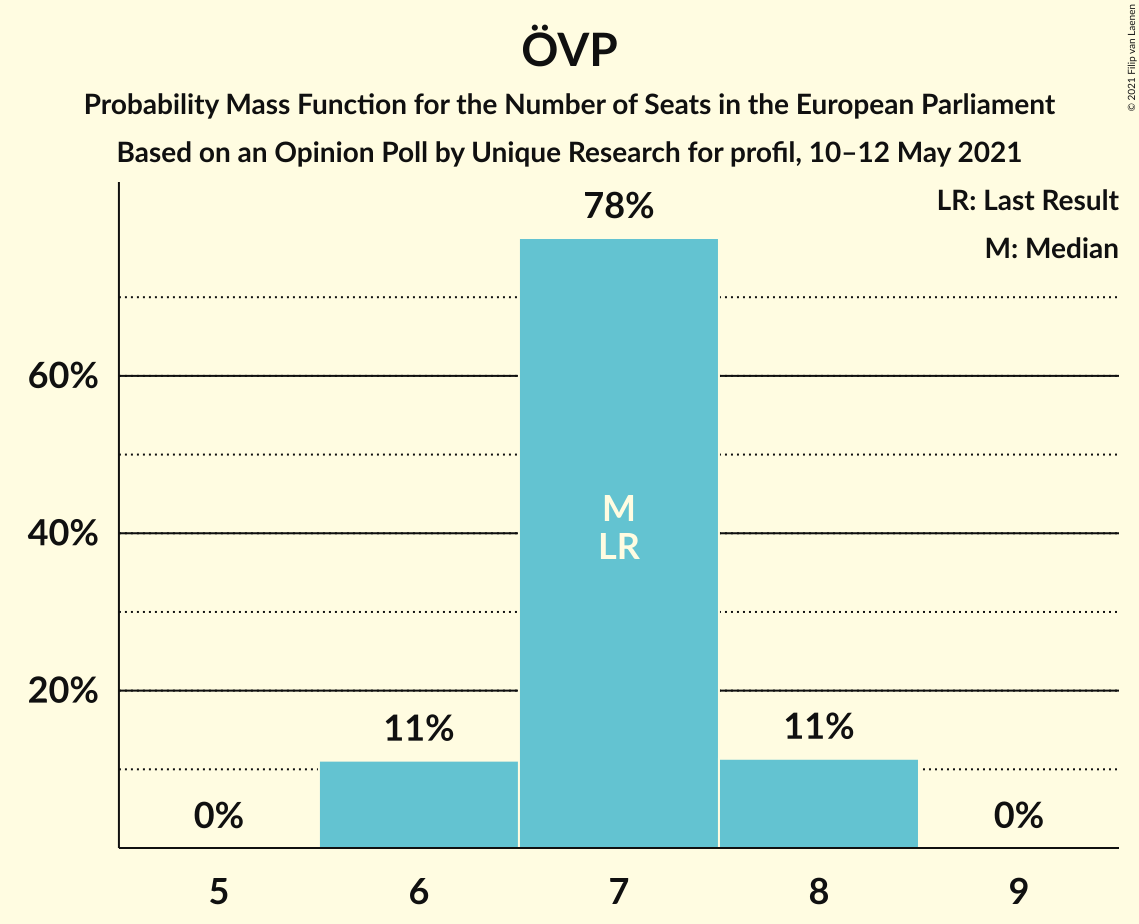 ÖVP
Probability Mass Function for the Number of Seats in the European Parliament
Based on an Opinion Poll by Unique Research for profil, 10–12 May 2021
© 2021 Filip van Laenen
LR: Last Result
M: Median
78%
60%
40%
20%
M
LR
11%
11%
0%
0%
5
6
7
8
9